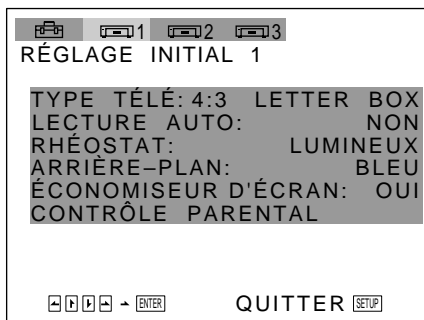 1 2 3
RÉGLAGE INITIAL 1
TYPE TÉLÉ: 4:3 LETTER BOX
LECTURE AUTO: NON
RHÉOSTAT: LUMINEUX
ARRIÈRE–PLAN: BLEU
ÉCONOMISEUR D'ÉCRAN: OUI
CONTRÔLE PARENTAL
ENTER QUITTER SETUP